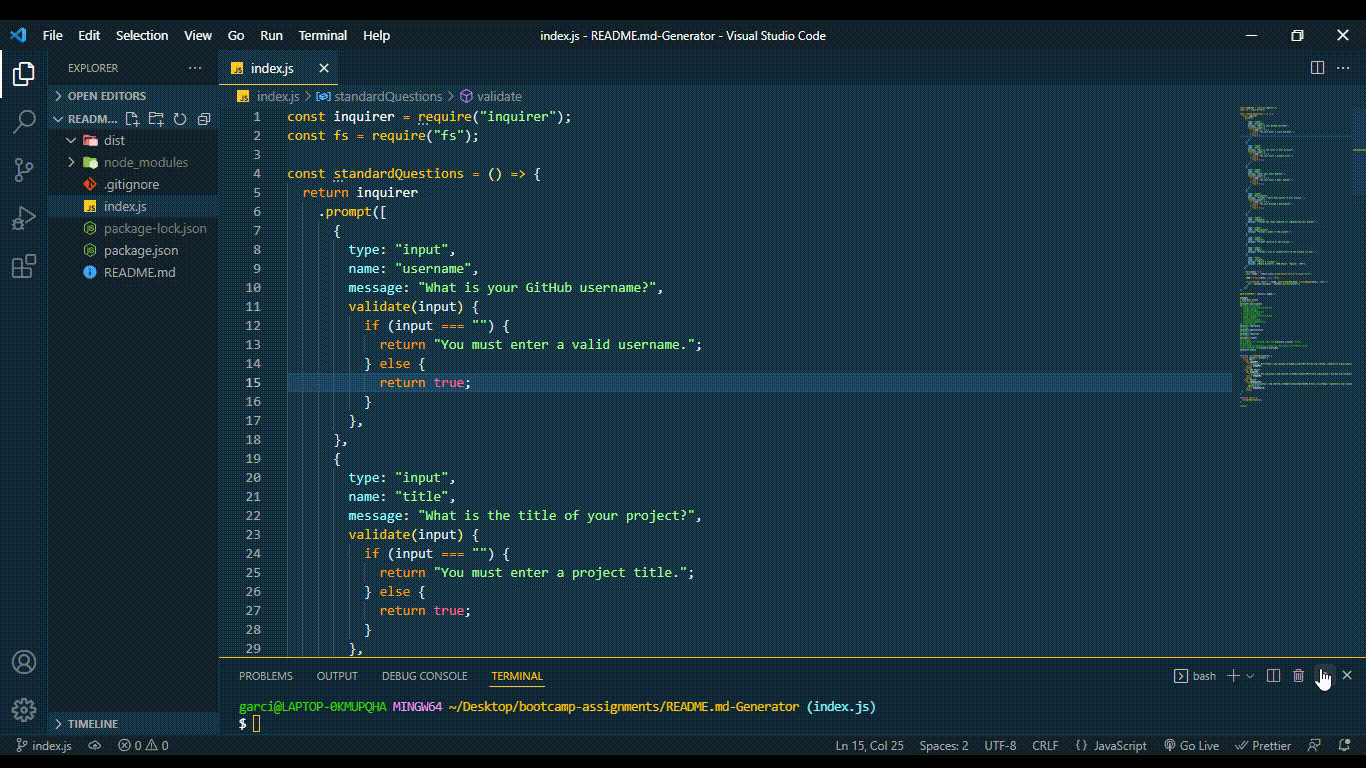 File Edit Selection View Go Run Terminal Help
index.js - README.md-Generator - Visual Studio Code
EXPLORER
OPEN EDITORS
READM...
dist
node_modules
.gitignore
index.js
package-lock.json
package.json
README.md
TIMELINE
JS index.js
JS index.js > standardQuestions > validate
1 const inquirer = require("inquirer");
2 const fs = require("fs");
3
4 const standardQuestions = () => {
5 return inquirer
6 .prompt([
7 {
8 type: "input",
9 name: "username",
10 message: "What is your GitHub username?",
11 validate(input) {
12 if (input === "") {
13 return "You must enter a valid username.";
14 } else {
15 return true;
16 }
17 },
18 },
19 {
20 type: "input",
21 name: "title",
22 message: "What is the title of your project?",
23 validate(input) {
24 if (input === "") {
25 return "You must enter a project title.";
26 } else {
27 return true;
28 }
29 },
PROBLEMS OUTPUT DEBUG CONSOLE TERMINAL
bash
garci@LAPTOP-0KMUPQHA MINGW64 ~/Desktop/bootcamp-assignments/README.md-Generator (index.js)
$
index.js 0 0 Ln 15, Col 25 Spaces: 2 UTF-8 CRLF {} JavaScript Go Live Prettier